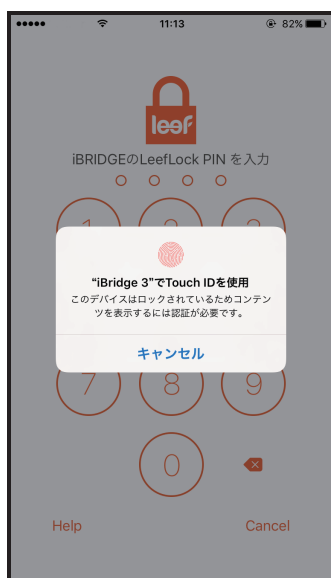 11:13
82%
leef
iBRIDGEのLeefLock PIN を入力
“iBridge 3”でTouch IDを使用
このデバイスはロックされているためコンテン
ツを表示するには認証が必要です。
キャンセル
7 8 9
0
Help Cancel